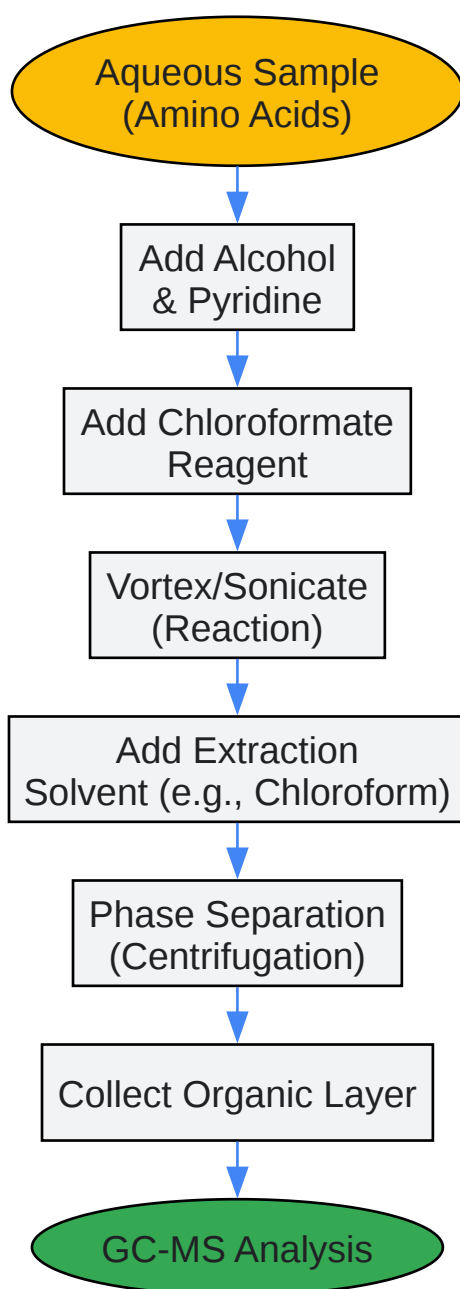 Aqueous Sample
(Amino Acids)
Add Alcohol
& Pyridine
Add Chloroformate
Reagent
Vortex/Sonicate
(Reaction)
Add Extraction
Solvent (e.g., Chloroform)
Phase Separation
(Centrifugation)
Collect Organic Layer
GC-MS Analysis